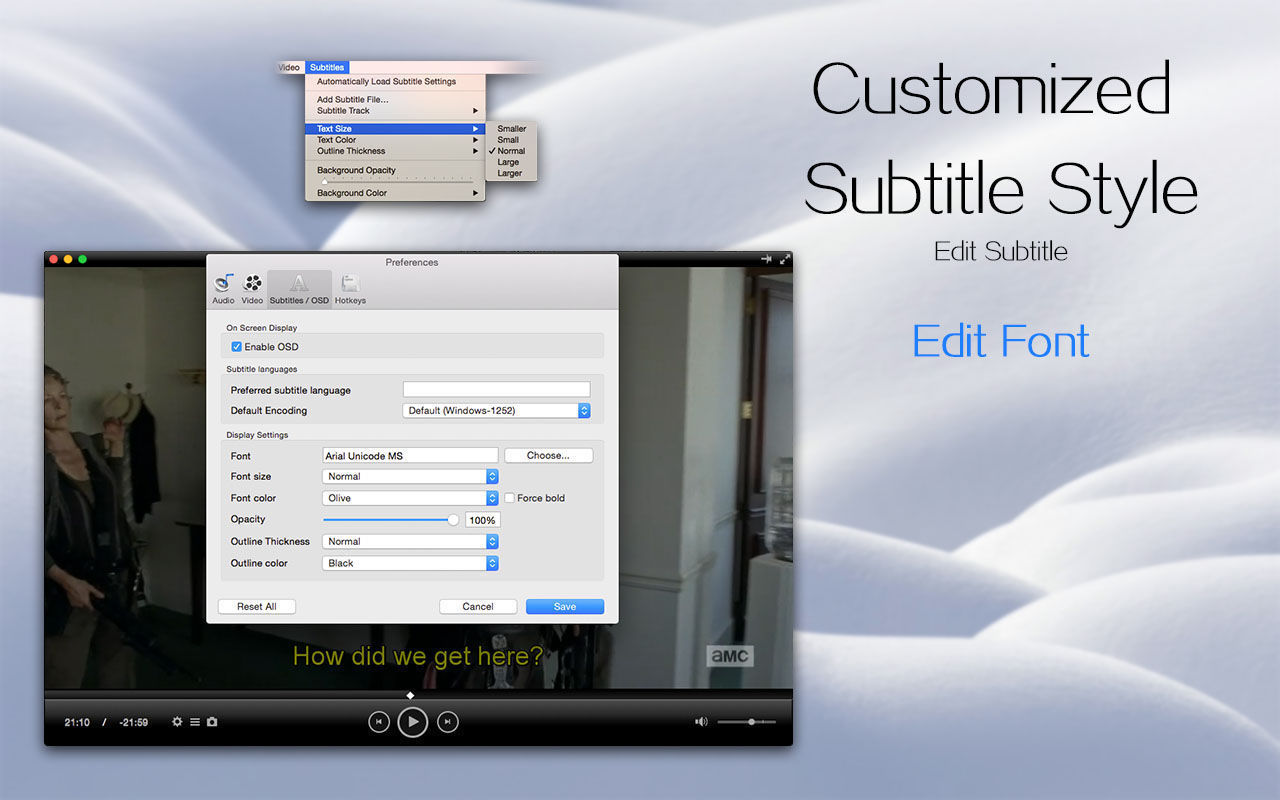 Video Subtitles
Automatically Load Subtitle Settings
Add Subtitle File...
Subtitle Track
Text Size
Text Color
Outline Thickness
Background Opacity
Background Color
Smaller
Small
Normal
Large
Larger
Customized
Subtitle Style
Edit Subtitle
Edit Font
Preferences
Audio Video Subtitles / OSD Hotkeys
On Screen Display
Enable OSD
Subtitle languages
Preferred subtitle language
Default Encoding Default (Windows-1252)
Display Settings
Font Arial Unicode MS Choose...
Font size Normal
Font color Olive Force bold
Opacity 100%
Outline Thickness Normal
Outline color Black
Reset All Cancel Save
How did we get here?
amc
21:10 / -21:59